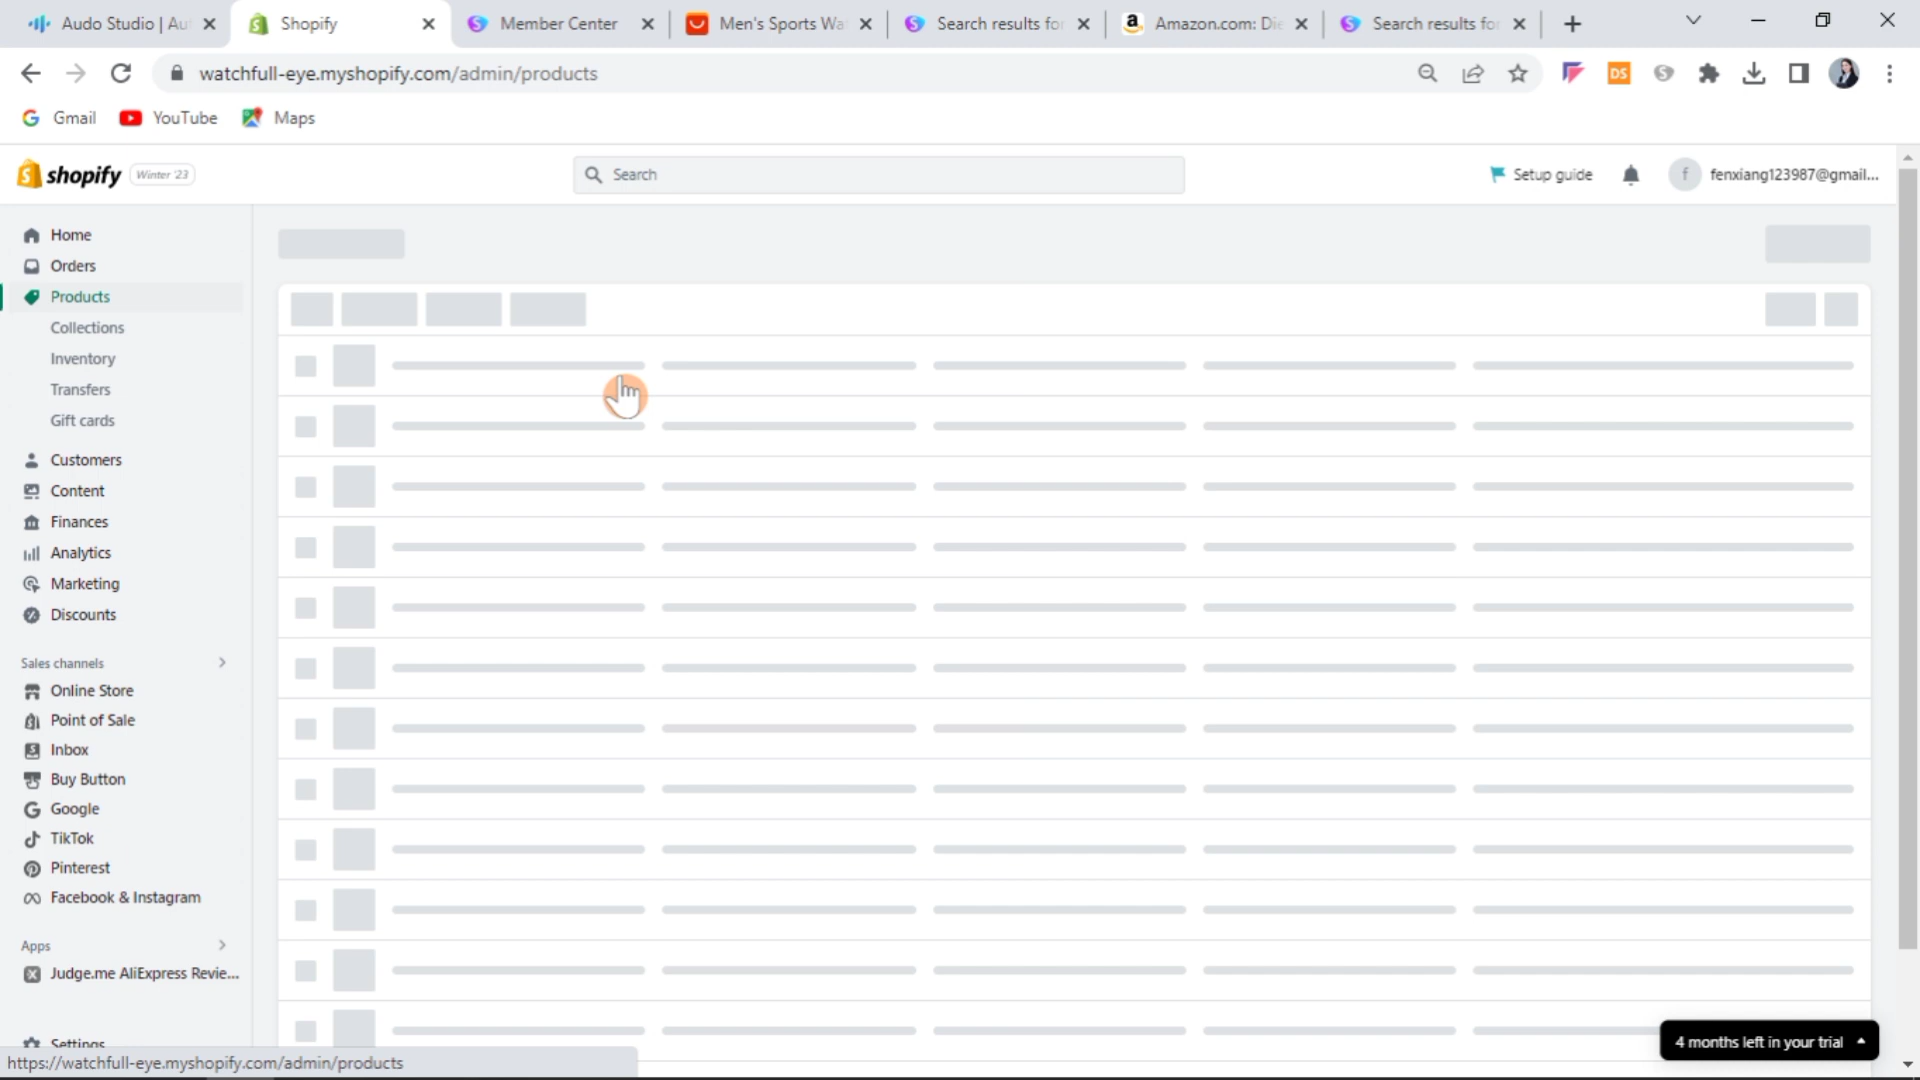 Audo Studio | Au
Shopify
Member Center
Men's Sports Wa
Search results for
Amazon.com: Die
Search results for
watchfull-eye.myshopify.com/admin/products
DS
Gmail
YouTube
Maps
shopify
Winter '23
Search
Setup guide
f
fenxiang123987@gmail...
Home
Orders
Products
Collections
Inventory
Transfers
Gift cards
Customers
Content
Finances
Analytics
Marketing
Discounts
Sales channels
Online Store
Point of Sale
Inbox
Buy Button
Google
TikTok
Pinterest
Facebook & Instagram
Apps
Judge.me AliExpress Revie...
Settings
4 months left in your trial
https://watchfull-eye.myshopify.com/admin/products